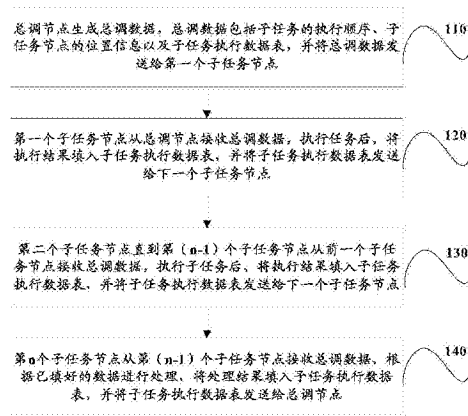 总调节点生成总调数据，总调数据包括子任务的执行顺序、子
任务节点的位置信息以及子任务执行数据表，并将总调数据发
送给第一个子任务节点
110
第一个子任务节点从总调节点接收总调数据，执行任务后，将
执行结果填入子任务执行数据表，并将子任务执行数据表发送
给下一个子任务节点
120
第二个子任务节点直到第（n-1）个子任务节点从前一个子任
务节点接收总调数据，执行子任务后、将执行结果填入子任务
执行数据表、并将子任务执行数据表发送给下一个子任务节点
130
第n个子任务节点从第（n-1）个子任务节点接收总调数据、根
据已填好的数据进行处理、将处理结果填入子任务执行数据
表，并将子任务执行数据表发送给总调节点
140